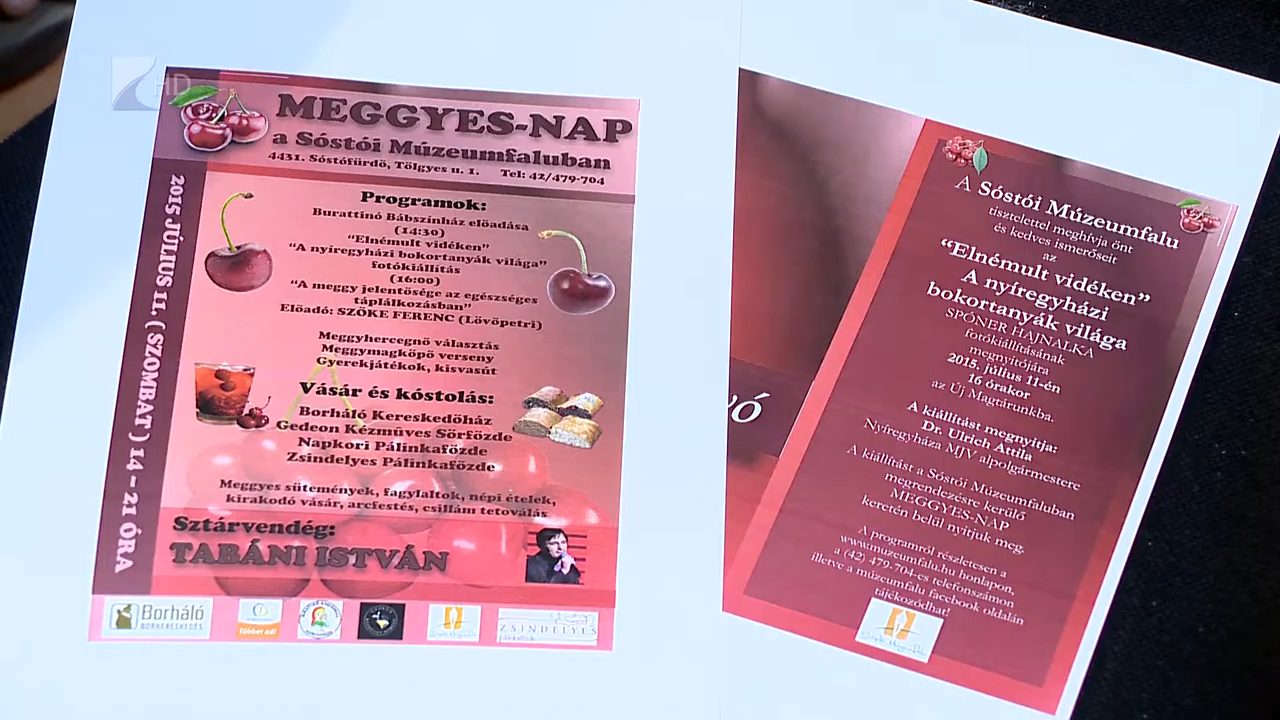 HD
MEGGYES-NAP
a Sóstói Múzeumfaluban
4431. Sóstófürdő, Tölgyes u. 1. Tel: 42/479-704
2015 JÚLIUS 11. ( SZOMBAT ) 14 – 21 ÓRA
Programok:
Burattinó Bábszínház előadása
(14:30)
“Elnémult vidéken”
“A nyíregyházi bokortanyák világa”
fotókiállítás
(16:00)
“A meggy jelentősége az egészséges
táplálkozásban”
Előadó: SZŐKE FERENC (Lövőpetri)
Meggyhercegnő választás
Meggymagköpő verseny
Gyerekjátékok, kisvasút
Vásár és kóstolás:
Borháló Kereskedőház
Gedeon Kézműves Sörfőzde
Napkori Pálinkafőzde
Zsindelyes Pálinkafőzde
Meggyes sütemények, fagylaltok, népi ételek,
kirakodó vásár, arcfestés, csillám tetoválás
Sztárvendég:
TABÁNI ISTVÁN
Borháló
BORKERESKEDÉS
Többet ad!
ZSINDELYES
vó
A Sóstói Múzeumfalu
tisztelettel meghívja önt
és kedves ismerőseit
az
“Elnémult vidéken”
A nyíregyházi
bokortanyák világa
SPÓNER HAJNALKA
fotókiállításának
megnyitójára
2015. július 11-én
16 órakor
az Új Magtárunkba.
A kiállítást megnyitja:
Dr. Ulrich Attila
Nyíregyháza MJV alpolgármestere
A kiállítást a Sóstói Múzeumfaluban
megrendezésre kerülő
MEGGYES-NAP
keretén belül nyitjuk meg.
A programról részletesen a
www.muzeumfalu.hu honlapon,
a (42) 479-704-es telefonszámon
illetve a múzeumfalu facebook oldalán
tájékozódhat!